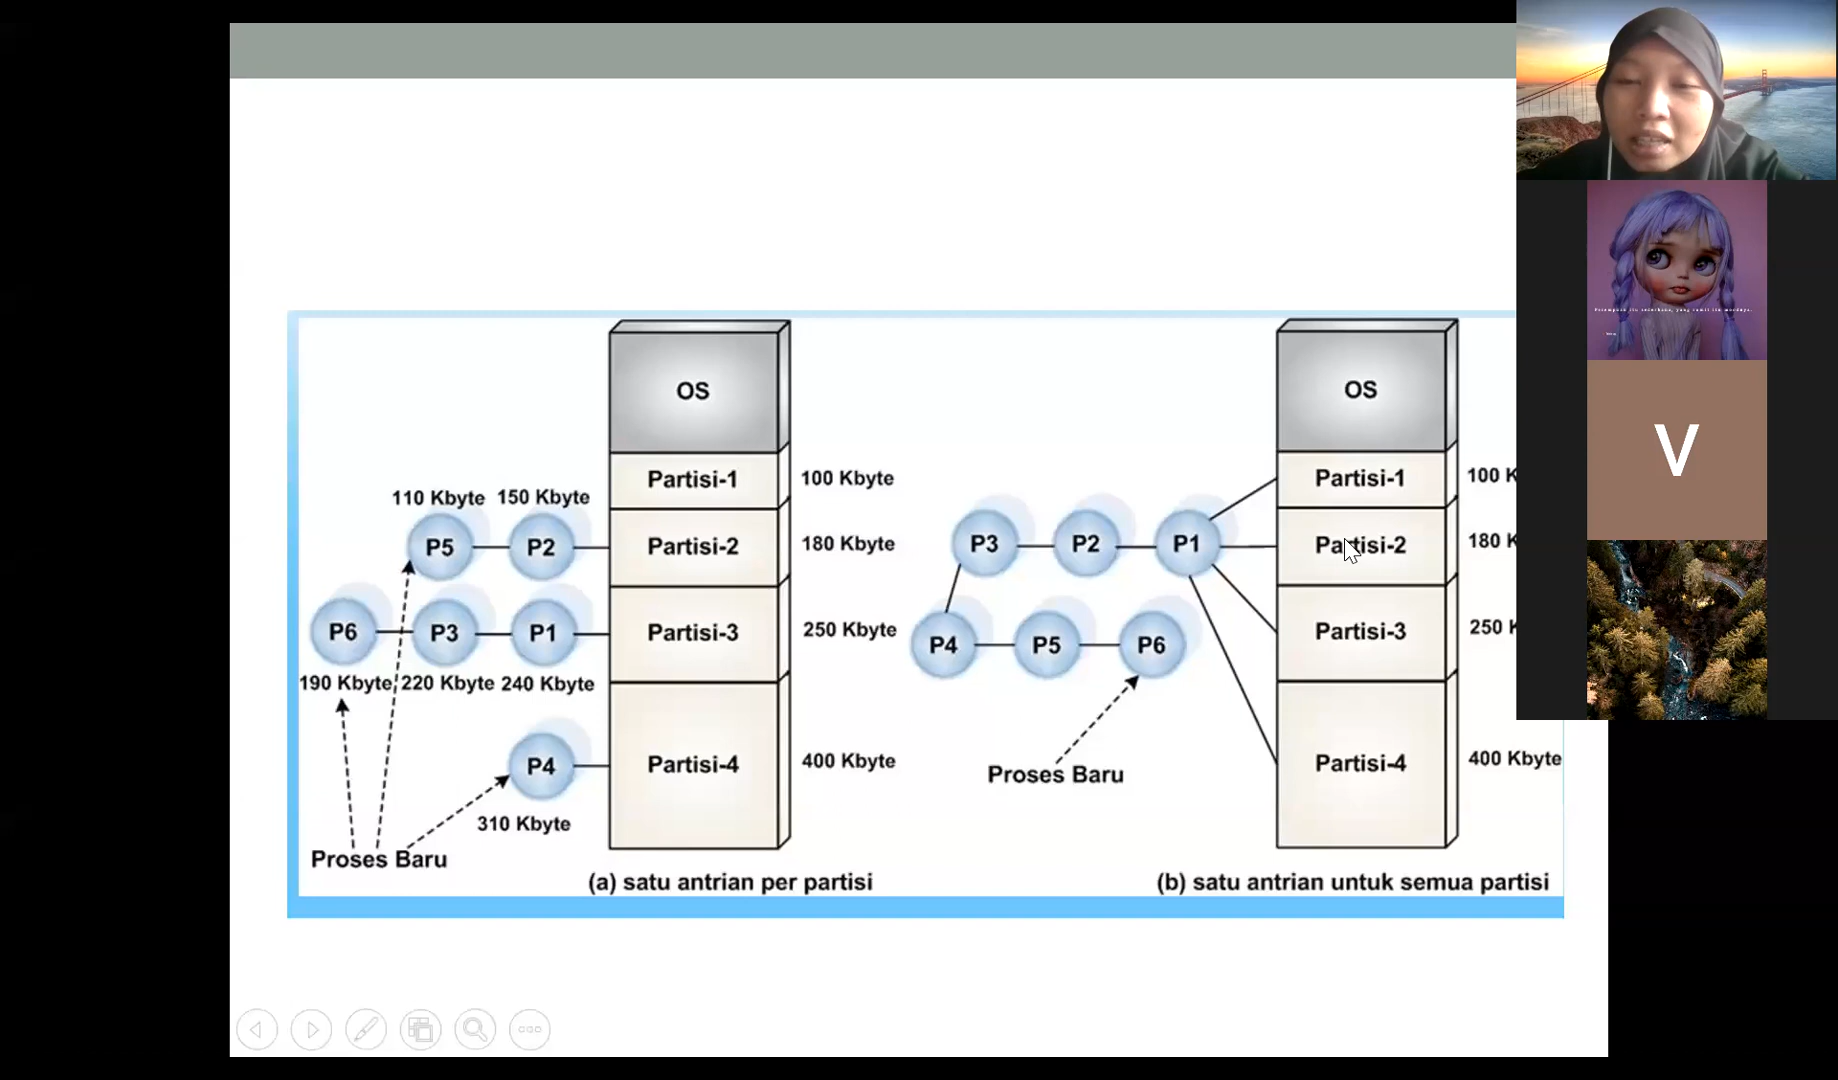 OS
Partisi-1
100 Kbyte
110 Kbyte 150 Kbyte
P5
P2
Partisi-2
180 Kbyte
P6
P3
P1
Partisi-3
250 Kbyte
190 Kbyte 220 Kbyte 240 Kbyte
P4
Partisi-4
400 Kbyte
310 Kbyte
Proses Baru
(a) satu antrian per partisi
OS
Partisi-1
100 K
P3
P2
P1
Partisi-2
180 K
P4
P5
P6
Partisi-3
250 K
Partisi-4
400 Kbyte
Proses Baru
(b) satu antrian untuk semua partisi
V